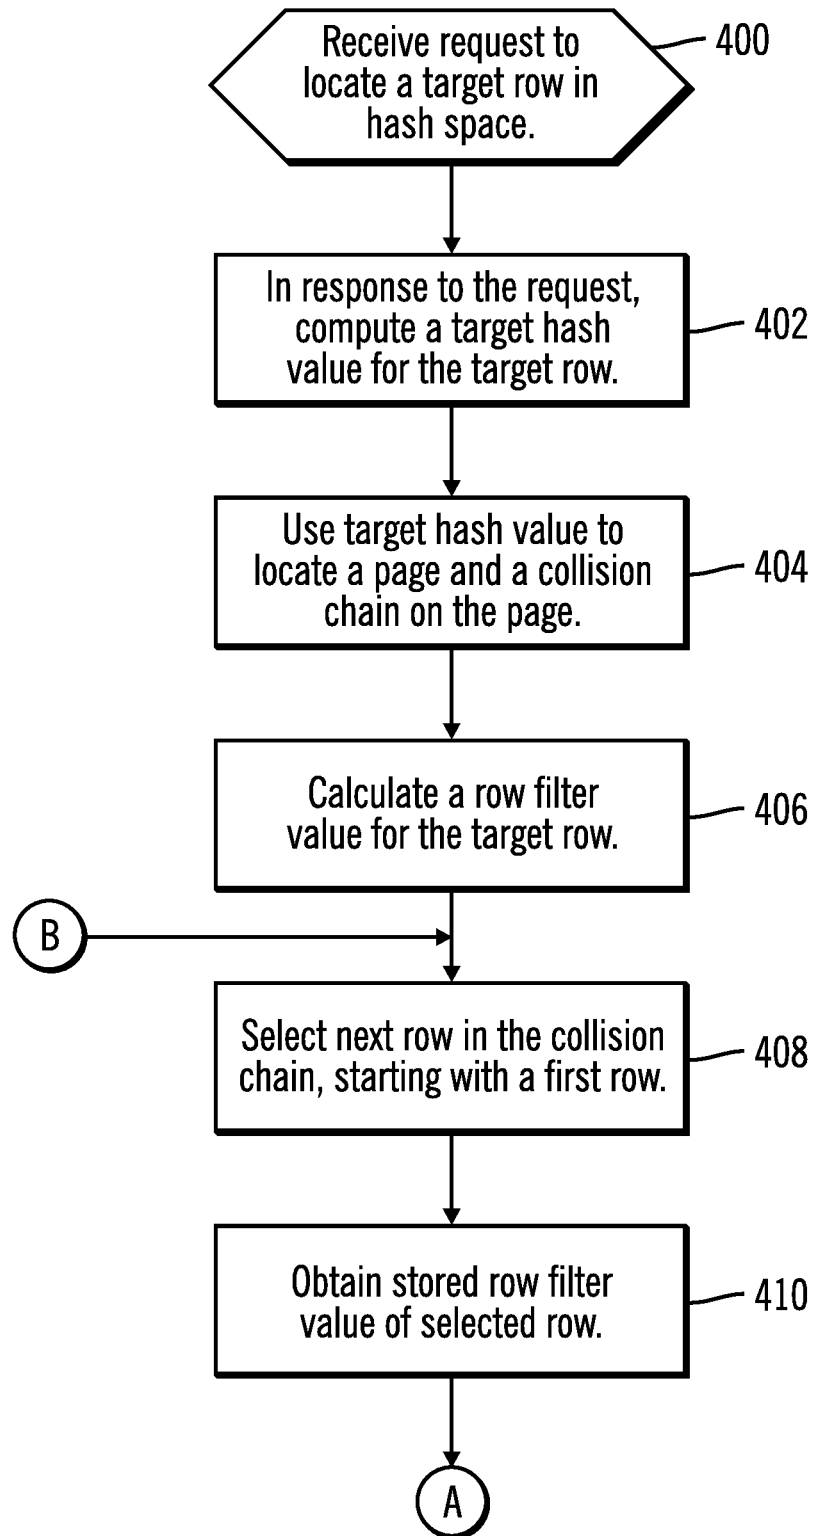 Receive request to
locate a target row in
hash space.
400
In response to the request,
compute a target hash
value for the target row.
402
Use target hash value to
locate a page and a collision
chain on the page.
404
Calculate a row filter
value for the target row.
406
B
Select next row in the collision
chain, starting with a first row.
408
Obtain stored row filter
value of selected row.
410
A